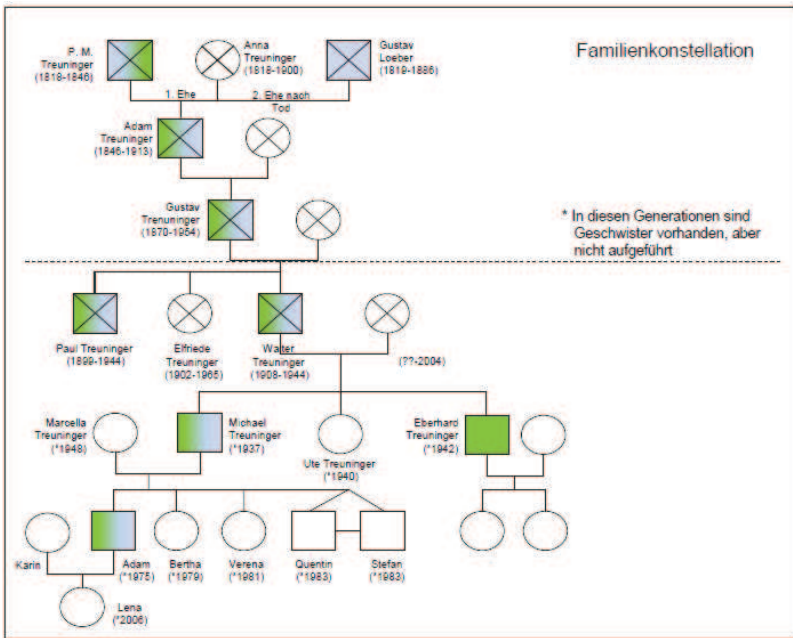 P. M.
Treuninger
(1818-1846)
Anna
Treuninger
(1818-1900)
Gustav
Loeber
(1819-1886)
Familienkonstellation
1. Ehe
2. Ehe nach
Tod
Adam
Treuninger
(1846-1913)
Gustav
Trenuninger
(1870-1954)
* In diesen Generationen sind
Geschwister vorhanden, aber
nicht aufgeführt
Paul Treuninger
(1899-1944)
Elfriede
Treuninger
(1902-1965)
Walter
Treuninger
(1908-1944)
(??-2004)
Marcella
Treuninger
(*1948)
Michael
Treuninger
(*1937)
Ute Treuninger
(*1940)
Eberhard
Treuninger
(*1942)
Karin
Adam
(*1975)
Bertha
(*1979)
Verena
(*1981)
Quentin
(*1983)
Stefan
(*1983)
Lena
(*2006)